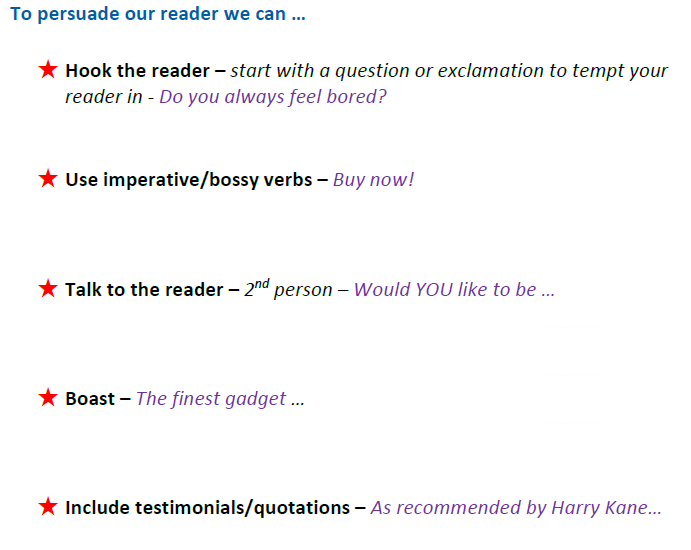 To persuade our reader we can …
★ Hook the reader – start with a question or exclamation to tempt your
reader in - Do you always feel bored?
★ Use imperative/bossy verbs – Buy now!
★ Talk to the reader – 2nd person – Would YOU like to be …
★ Boast – The finest gadget …
★ Include testimonials/quotations – As recommended by Harry Kane…